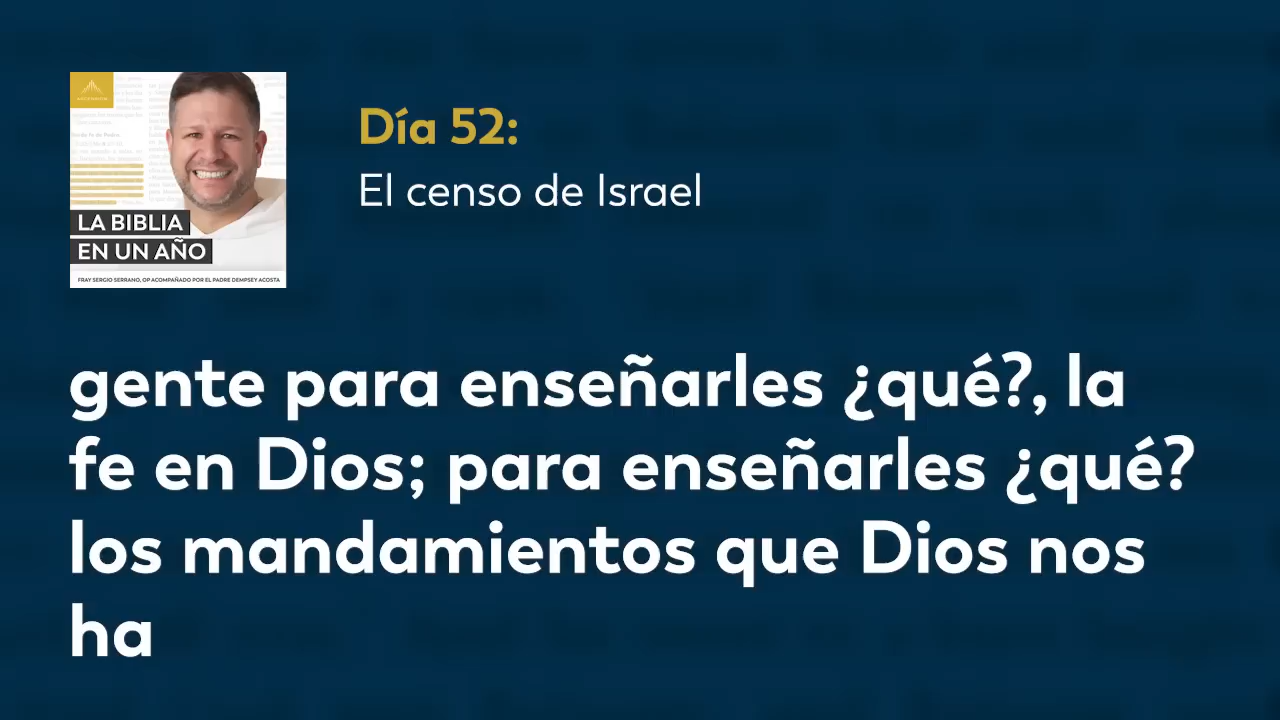 Día 52:
El censo de Israel
ASCENSION
LA BIBLIA
EN UN AÑO
FRAY SERGIO SERRANO, OP ACOMPAÑADO POR EL PADRE DEMPSEY ACOSTA
gente para enseñarles ¿qué?, la
fe en Dios; para enseñarles ¿qué?
los mandamientos que Dios nos
ha